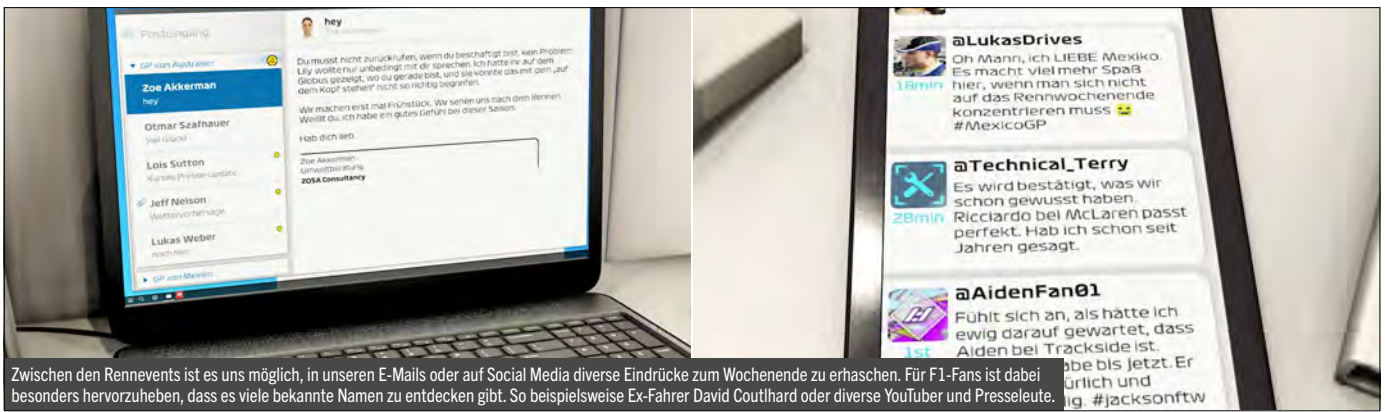 Posteingang
GP von Australien
Zoe Akkerman
hey
Otmar Szafnauer
Viel Glück!
Lois Sutton
Kurzes Presse-Update
Jeff Nelson
Wettervorhersage
Lukas Weber
Noch hier
GP von Mexiko
hey
Zoe Akkerman
Du musst nicht zurückrufen, wenn du beschäftigt bist, kein Problem.
Lily wollte nur unbedingt mit dir sprechen. Ich hatte ihr auf dem
Globus gezeigt, wo du gerade bist, und sie konnte das mit dem „auf
dem Kopf stehen" nicht so richtig begreifen.
Wir machen erst mal Frühstück. Wir sehen uns nach dem Rennen.
Weißt du, ich habe ein gutes Gefühl bei dieser Saison.
Hab dich lieb.
Zoe Akkerman
Umweltberatung
ZOSA Consultancy
@LukasDrives
Oh Mann, ich LIEBE Mexiko.
Es macht viel mehr Spaß
hier, wenn man sich nicht
auf das Rennwochenende
konzentrieren muss 😀
#MexicoGP
18min
@Technical_Terry
Es wird bestätigt, was wir
schon gewusst haben.
Ricciardo bei McLaren passt
perfekt. Hab ich schon seit
Jahren gesagt.
28min
@AidenFan01
Fühlt sich an, als hätte ich
ewig darauf gewartet, dass
Aiden bei Trackside ist.
abe bis jetzt. Er
ürlich und
ig. #jacksonftw
1st
Zwischen den Rennevents ist es uns möglich, in unseren E-Mails oder auf Social Media diverse Eindrücke zum Wochenende zu erhaschen. Für F1-Fans ist dabei
besonders hervorzuheben, dass es viele bekannte Namen zu entdecken gibt. So beispielsweise Ex-Fahrer David Coutlhard oder diverse YouTuber und Presseleute.